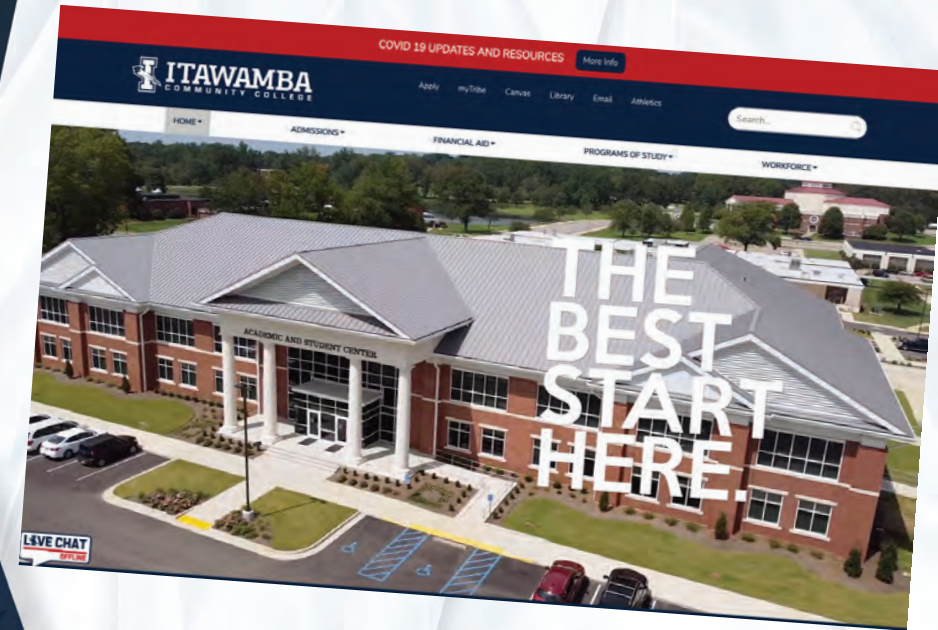 COVID 19 UPDATES AND RESOURCES More Info
ITAWAMBA
COMMUNITY COLLEGE
Apply myTribe Canvas Library Email Athletics
Search...
HOME ADMISSIONS FINANCIAL AID PROGRAMS OF STUDY WORKFORCE
ACADEMIC AND STUDENT CENTER
THE
BEST
START
HERE.
LIVE CHAT
OFFLINE